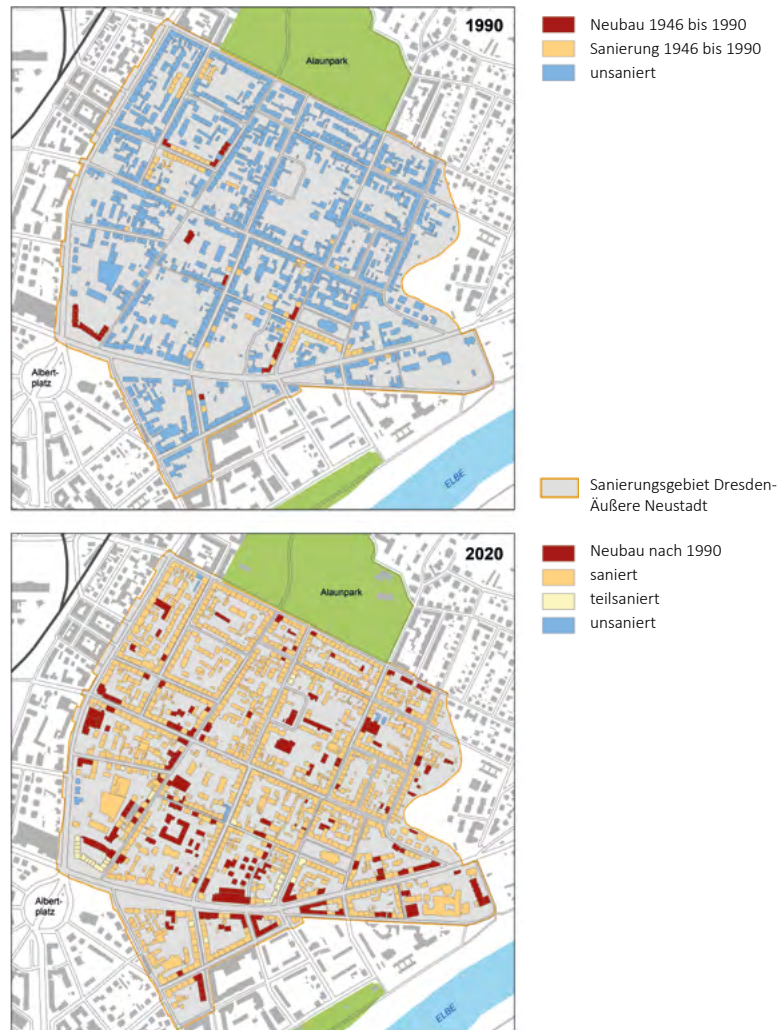 1990
Alaunpark
Albert-
platz
ELBE
Neubau 1946 bis 1990
Sanierung 1946 bis 1990
unsaniert
Sanierungsgebiet Dresden-
Äußere Neustadt
2020
Alaunpark
Albert-
platz
ELBE
Neubau nach 1990
saniert
teilsaniert
unsaniert